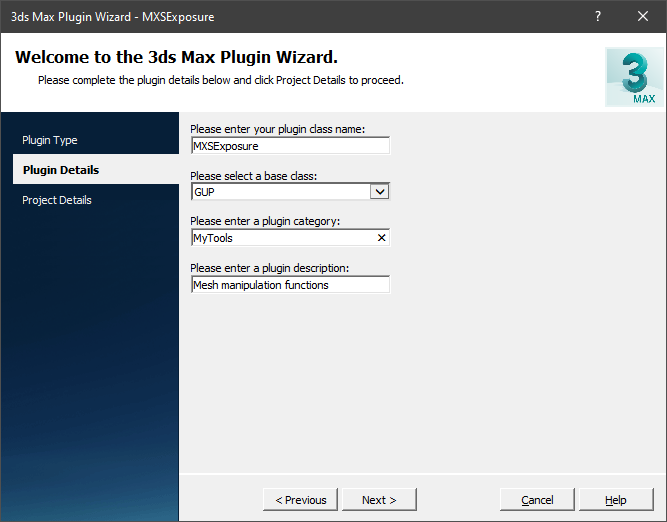 3ds Max Plugin Wizard - MXSExposure
?
Welcome to the 3ds Max Plugin Wizard.
Please complete the plugin details below and click Project Details to proceed.
3
MAX
Plugin Type
Plugin Details
Project Details
Please enter your plugin class name:
MXSExposure
Please select a base class:
GUP
Please enter a plugin category:
MyTools
Please enter a plugin description:
Mesh manipulation functions
< Previous
Next >
Cancel
Help